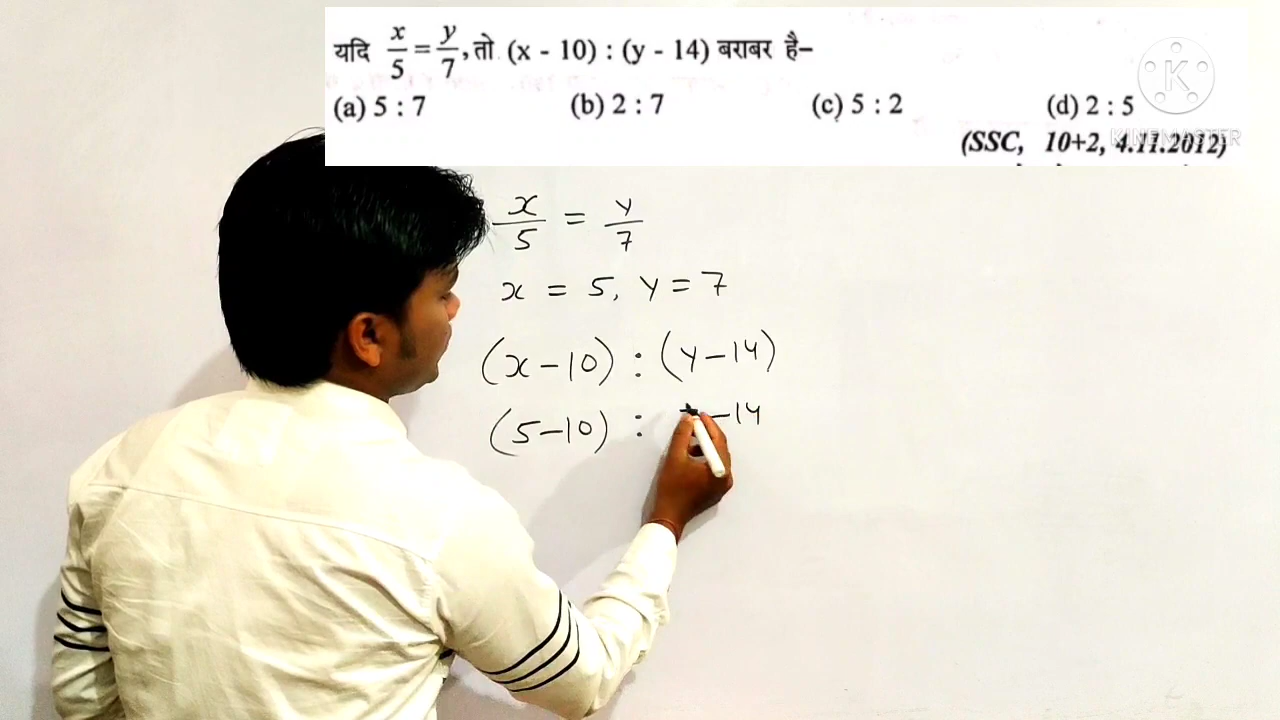 यदि x/5 = y/7, तो (x - 10) : (y - 14) बराबर है–
(a) 5 : 7 (b) 2 : 7 (c) 5 : 2 (d) 2 : 5
K
KINEMASTER
(SSC, 10+2, 4.11.2012)
x/5 = y/7
x = 5, y = 7
(x – 10) : (y – 14)
(5 – 10) : – 14